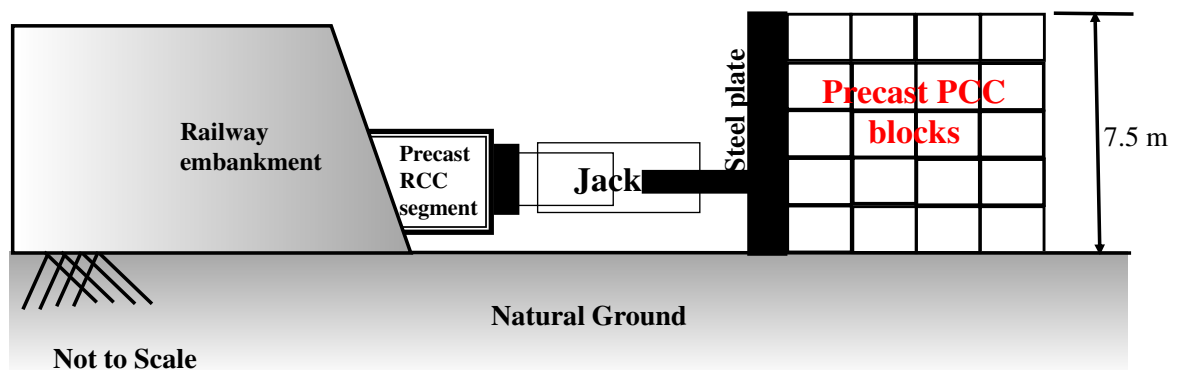 Railway
embankment
Precast
RCC
segment
Jack
Steel plate
Precast PCC
blocks
7.5 m
Natural Ground
Not to Scale